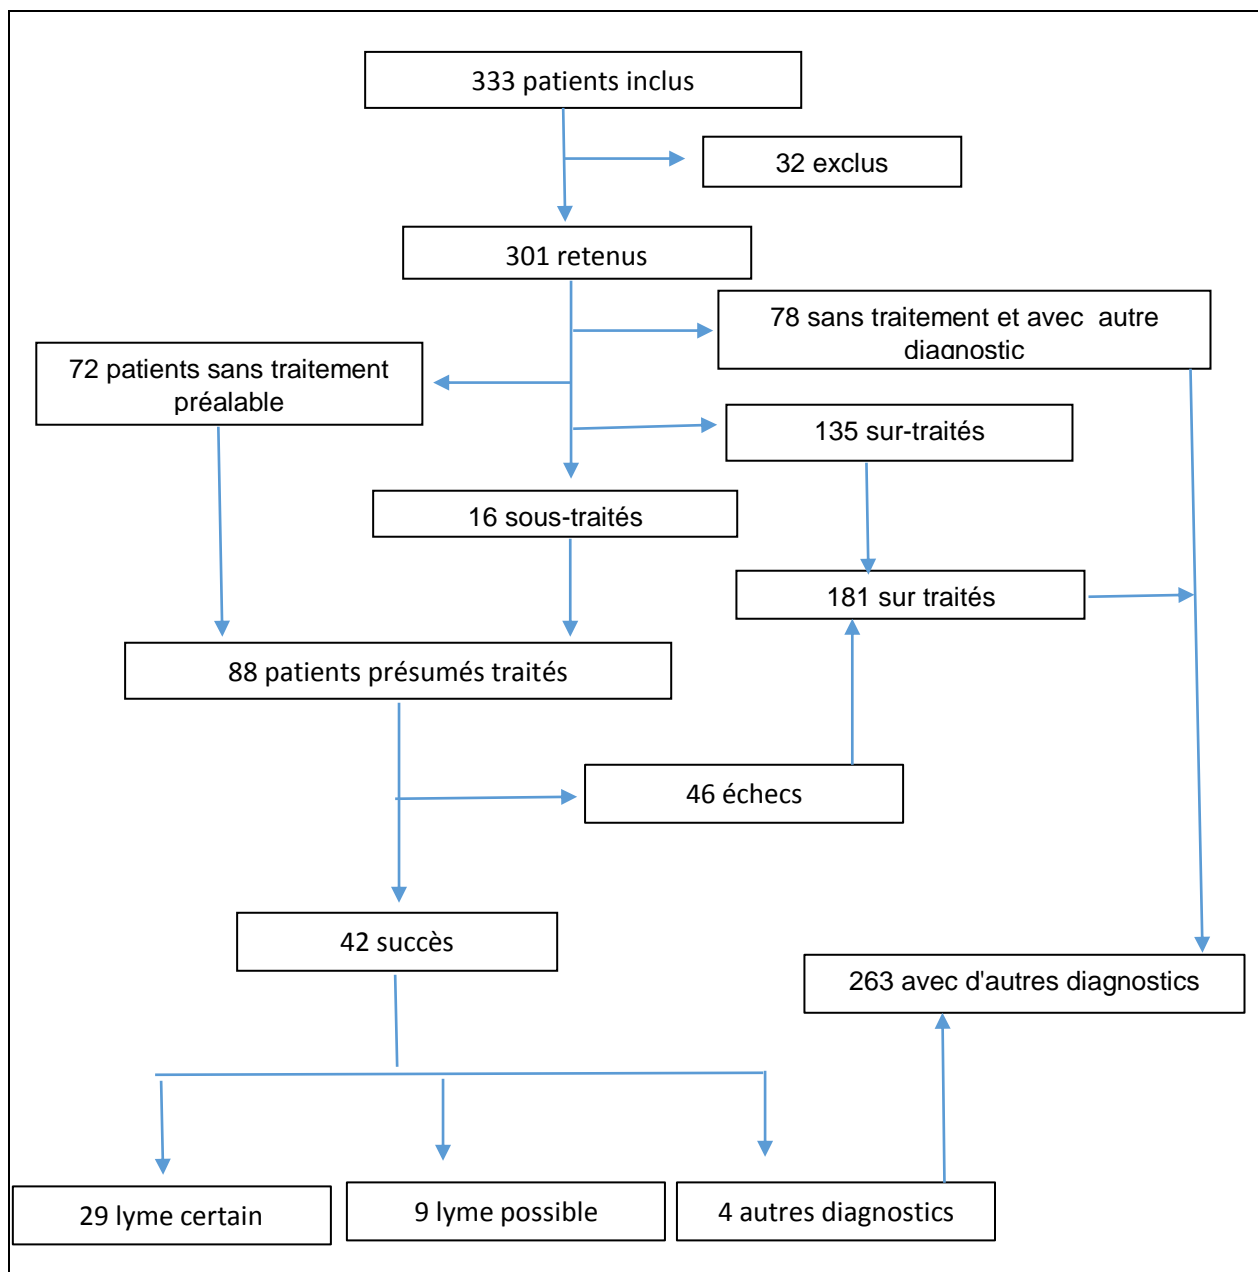 333 patients inclus
32 exclus
301 retenus
78 sans traitement et avec autre
diagnostic
72 patients sans traitement
préalable
135 sur-traités
16 sous-traités
181 sur traités
88 patients présumés traités
46 échecs
42 succès
263 avec d'autres diagnostics
29 lyme certain
9 lyme possible
4 autres diagnostics